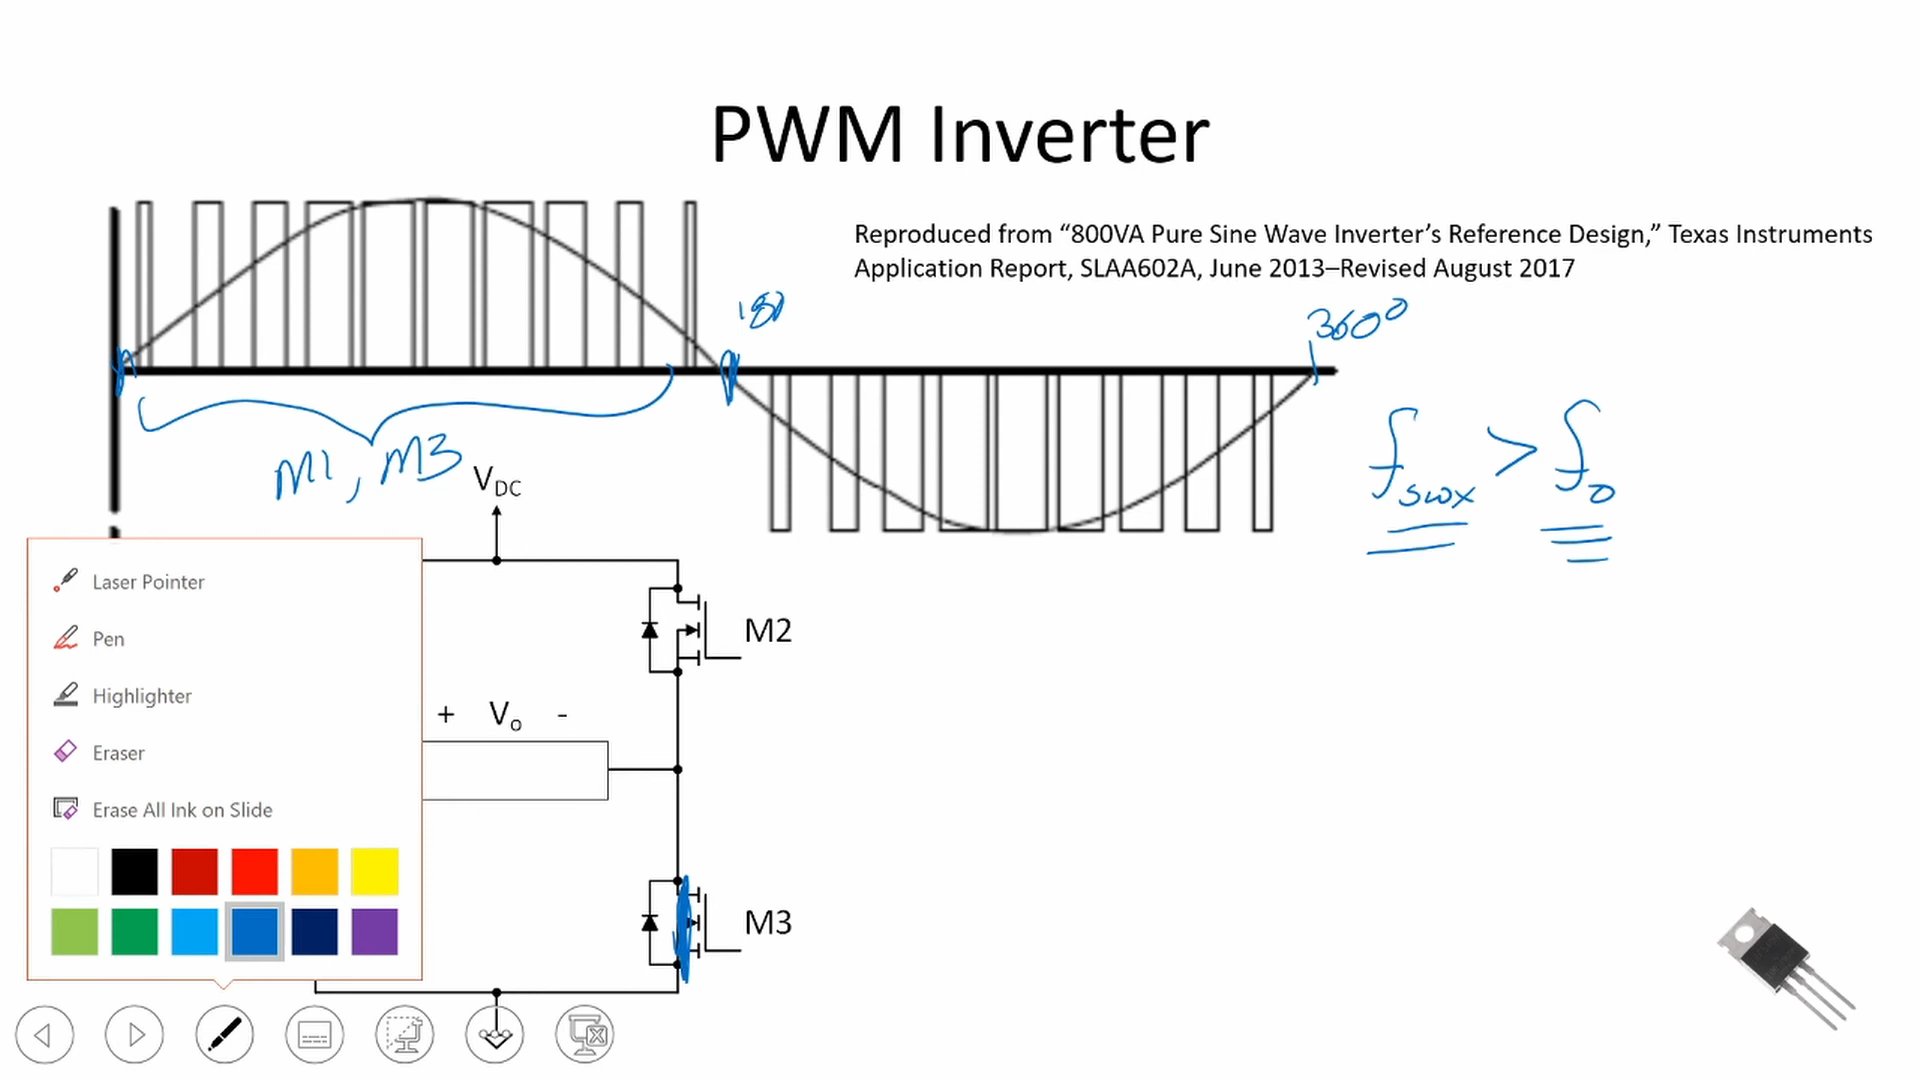 PWM Inverter
Reproduced from “800VA Pure Sine Wave Inverter’s Reference Design,” Texas Instruments
Application Report, SLAA602A, June 2013–Revised August 2017
180
360°
M1, M3
fswx > fo
VDC
M2
+ Vo -
M3
Laser Pointer
Pen
Highlighter
Eraser
Erase All Ink on Slide